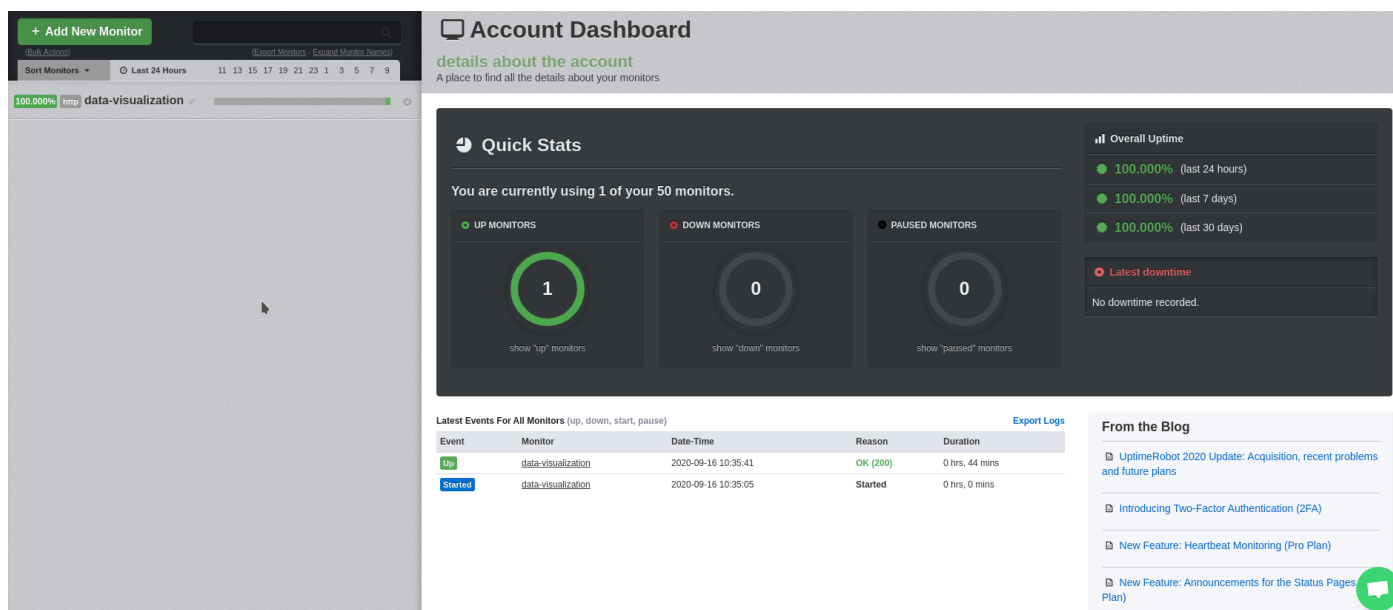 + Add New Monitor
(Bulk Actions)
(Export Monitors - Expand Monitor Names)
Sort Monitors
Last 24 Hours
11 13 15 17 19 21 23 1 3 5 7 9
100.000% http data-visualization
Account Dashboard
details about the account
A place to find all the details about your monitors
Quick Stats
You are currently using 1 of your 50 monitors.
UP MONITORS
1
show "up" monitors
DOWN MONITORS
0
show "down" monitors
PAUSED MONITORS
0
show "paused" monitors
Overall Uptime
100.000% (last 24 hours)
100.000% (last 7 days)
100.000% (last 30 days)
Latest downtime
No downtime recorded.
Latest Events For All Monitors (up, down, start, pause)
Export Logs
Event Monitor Date-Time Reason Duration
Up data-visualization 2020-09-16 10:35:41 OK (200) 0 hrs, 44 mins
Started data-visualization 2020-09-16 10:35:05 Started 0 hrs, 0 mins
From the Blog
UptimeRobot 2020 Update: Acquisition, recent problems
and future plans
Introducing Two-Factor Authentication (2FA)
New Feature: Heartbeat Monitoring (Pro Plan)
New Feature: Announcements for the Status Pages
Plan)